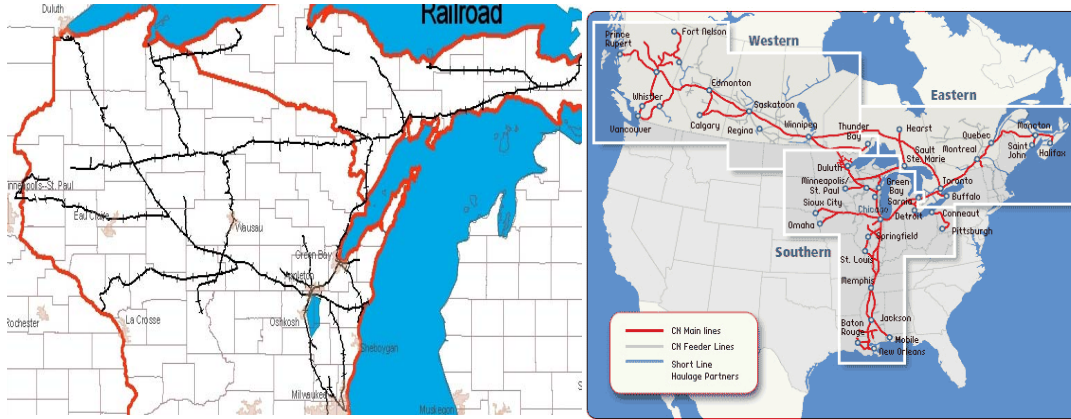 Duluth
Railroad
Minneapolis--St. Paul
Eau Claire
Wausau
Green Bay
Appleton
Oshkosh
Rochester
La Crosse
Sheboygan
Milwaukee
Muskegon
Prince
Rupert
Fort Nelson
Western
Edmonton
Whistler
Saskatoon
Eastern
Vancouver
Calgary
Regina
Winnipeg
Thunder
Bay
Hearst
Quebec
Moncton
Sault
Ste. Marie
Montreal
Saint
John
Halifax
Duluth
Minneapolis/
St. Paul
Green
Bay
Toronto
Sarnia
Buffalo
Sioux City
Chicago
Detroit
Conneaut
Omaha
Springfield
Pittsburgh
Southern
St. Louis
Memphis
Jackson
Baton
Rouge
Mobile
New Orleans
CN Main lines
CN Feeder Lines
Short Line
Haulage Partners